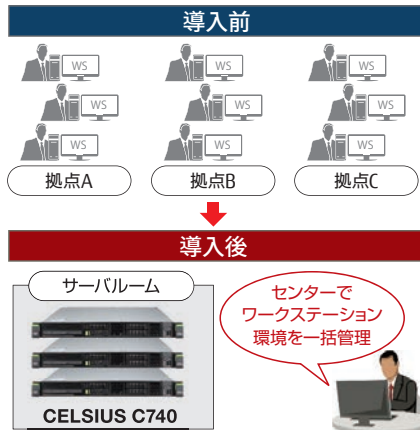 導入前
WS WS WS
WS WS WS
WS WS WS
拠点A 拠点B 拠点C
導入後
サーバルーム
センターで
ワークステーション
環境を一括管理
CELSIUS C740